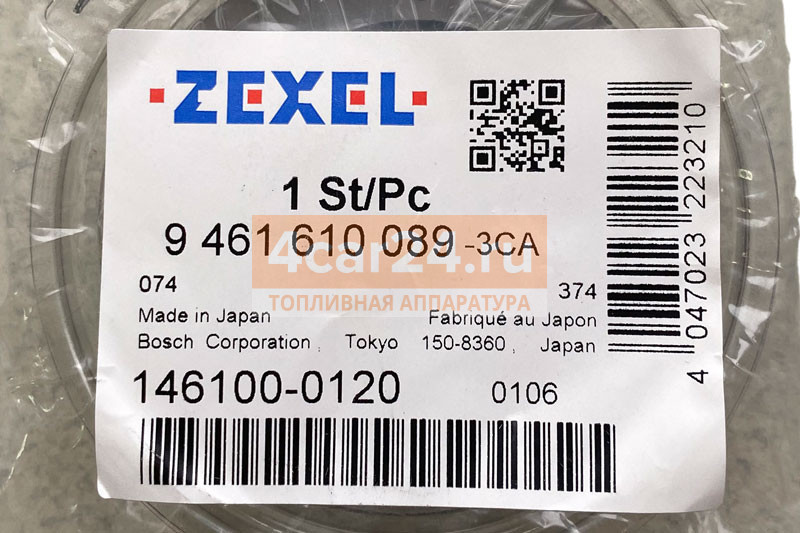 ZEXEL
1 St/Pc
9 461 610 089 -3CA
4car24.ru
ТОПЛИВНАЯ АППАРАТУРА
074
374
Made in Japan
Fabriqué au Japon
Bosch Corporation, Tokyo 150-8360, Japan
146100-0120
0106
4 047023 223210